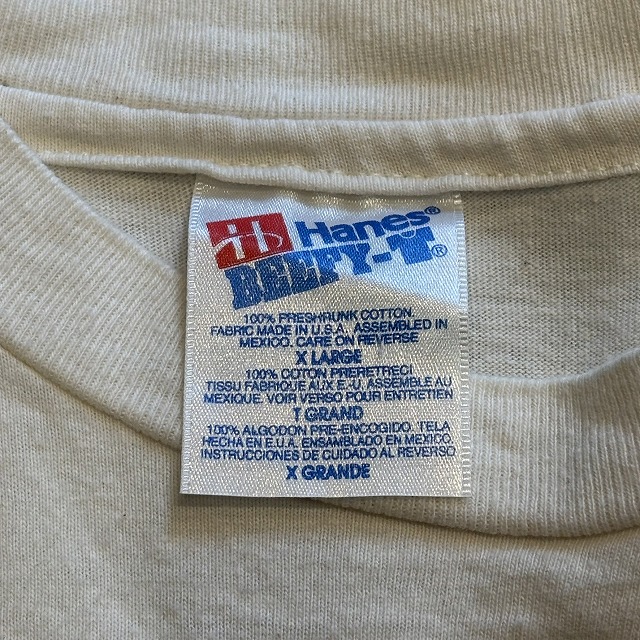 Hanes®
BEEFY-T®
100% PRESHRUNK COTTON.
FABRIC MADE IN U.S.A. ASSEMBLED IN
MEXICO. CARE ON REVERSE
X LARGE
100% COTON PRERETRECI
TISSU FABRIQUE AUX E.-U. ASSEMBLE AU
MEXIQUE. VOIR VERSO POUR ENTRETIEN
T GRAND
100% ALGODON PRE-ENCOGIDO. TELA
HECHA EN E.U.A. ENSAMBLADO EN MEXICO.
INSTRUCCIONES DE CUIDADO AL REVERSO
X GRANDE